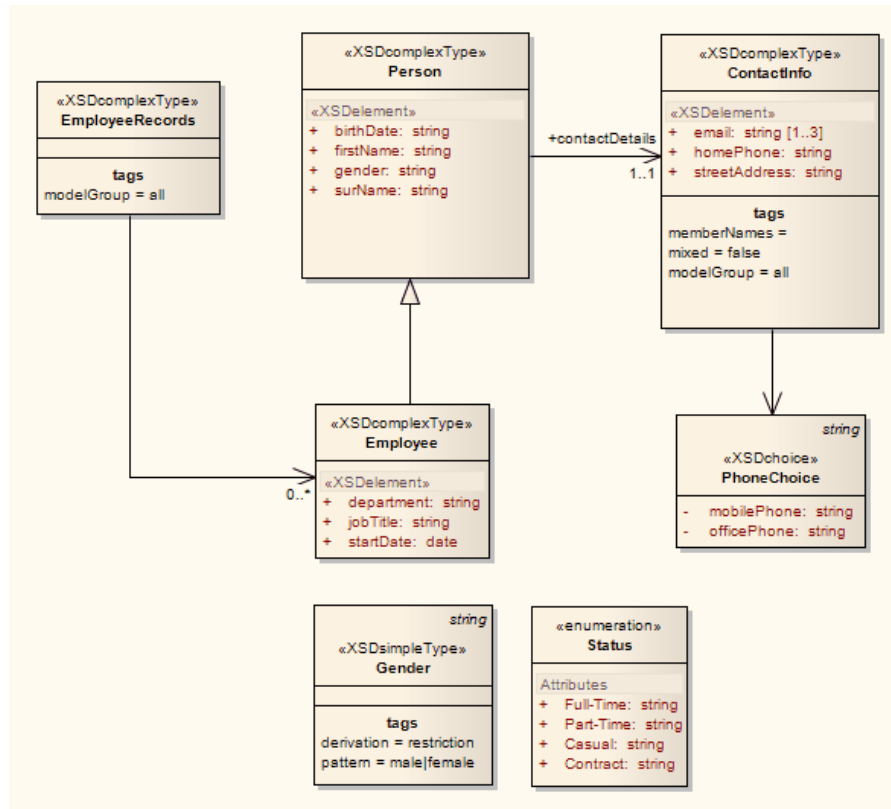 «XSDcomplexType»
EmployeeRecords
tags
modelGroup = all
«XSDcomplexType»
Person
«XSDelement»
+ birthDate: string
+ firstName: string
+ gender: string
+ surName: string
+contactDetails
1..1
«XSDcomplexType»
ContactInfo
«XSDelement»
+ email: string [1..3]
+ homePhone: string
+ streetAddress: string
tags
memberNames =
mixed = false
modelGroup = all
0..*
«XSDcomplexType»
Employee
«XSDelement»
+ department: string
+ jobTitle: string
+ startDate: date
string
«XSDchoice»
PhoneChoice
- mobilePhone: string
- officePhone: string
string
«XSDsimpleType»
Gender
tags
derivation = restriction
pattern = male|female
«enumeration»
Status
Attributes
+ Full-Time: string
+ Part-Time: string
+ Casual: string
+ Contract: string